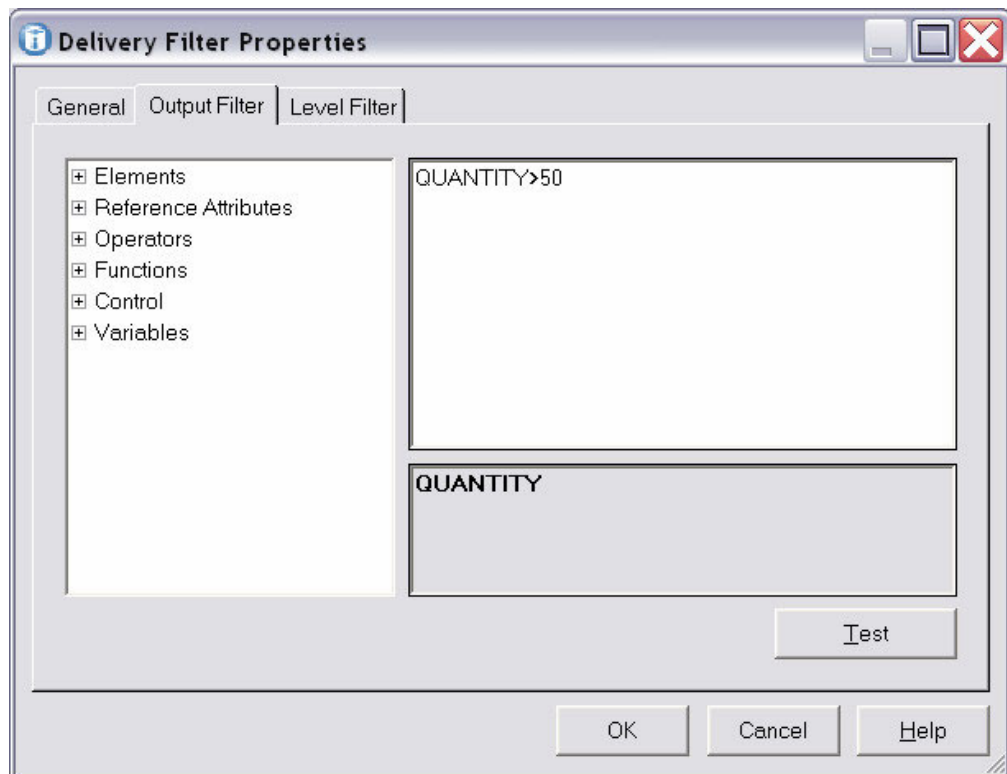 Delivery Filter Properties
General
Output Filter
Level Filter
Elements
Reference Attributes
Operators
Functions
Control
Variables
QUANTITY>50
QUANTITY
Test
OK
Cancel
Help